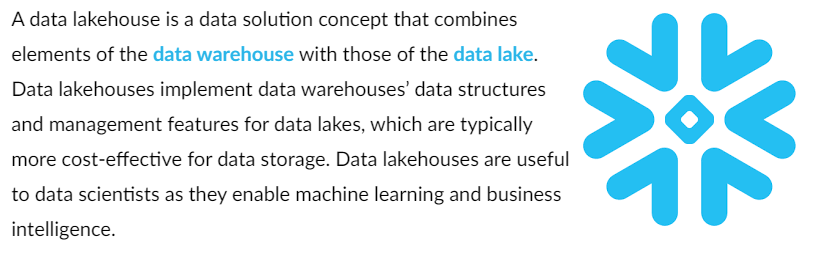 A data lakehouse is a data solution concept that combines
elements of the data warehouse with those of the data lake.
Data lakehouses implement data warehouses’ data structures
and management features for data lakes, which are typically
more cost-effective for data storage. Data lakehouses are useful
to data scientists as they enable machine learning and business
intelligence.